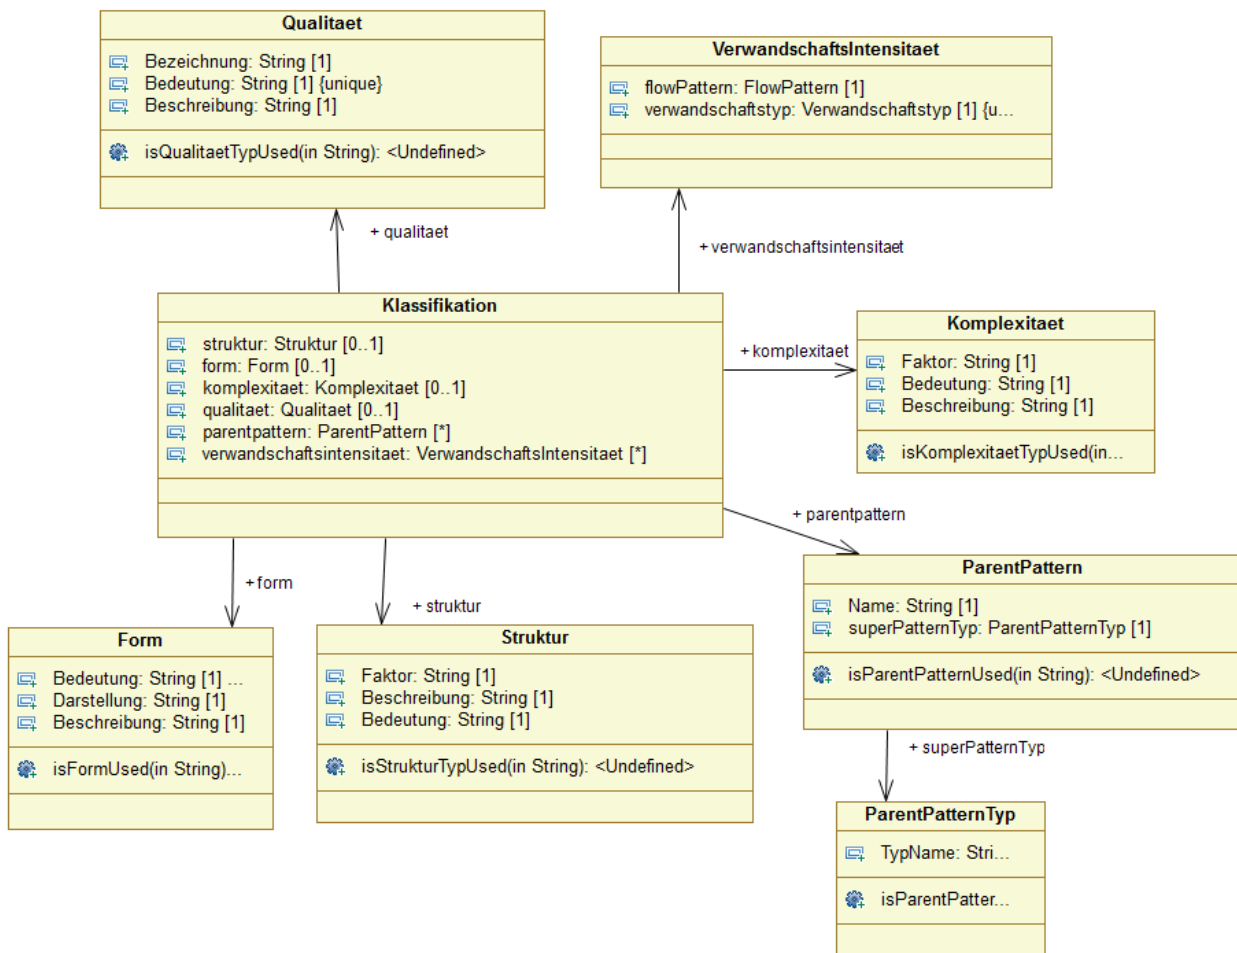 Qualitaet
Bezeichnung: String [1]
Bedeutung: String [1] {unique}
Beschreibung: String [1]
isQualitaetTypUsed(in String): <Undefined>
VerwandschaftsIntensitaet
flowPattern: FlowPattern [1]
verwandschaftstyp: Verwandschaftstyp [1] {u...
+ qualitaet
+ verwandschaftsintensitaet
Klassifikation
struktur: Struktur [0..1]
form: Form [0..1]
komplexitaet: Komplexitaet [0..1]
qualitaet: Qualitaet [0..1]
parentpattern: ParentPattern [*]
verwandschaftsintensitaet: VerwandschaftsIntensitaet [*]
+ komplexitaet
Komplexitaet
Faktor: String [1]
Bedeutung: String [1]
Beschreibung: String [1]
isKomplexitaetTypUsed(in...
+ parentpattern
ParentPattern
Name: String [1]
superPatternTyp: ParentPatternTyp [1]
isParentPatternUsed(in String): <Undefined>
+ form
+ struktur
Form
Bedeutung: String [1] ...
Darstellung: String [1]
Beschreibung: String [1]
isFormUsed(in String)...
Struktur
Faktor: String [1]
Beschreibung: String [1]
Bedeutung: String [1]
isStrukturTypUsed(in String): <Undefined>
+ superPatternTyp
ParentPatternTyp
TypName: Stri...
isParentPatter...